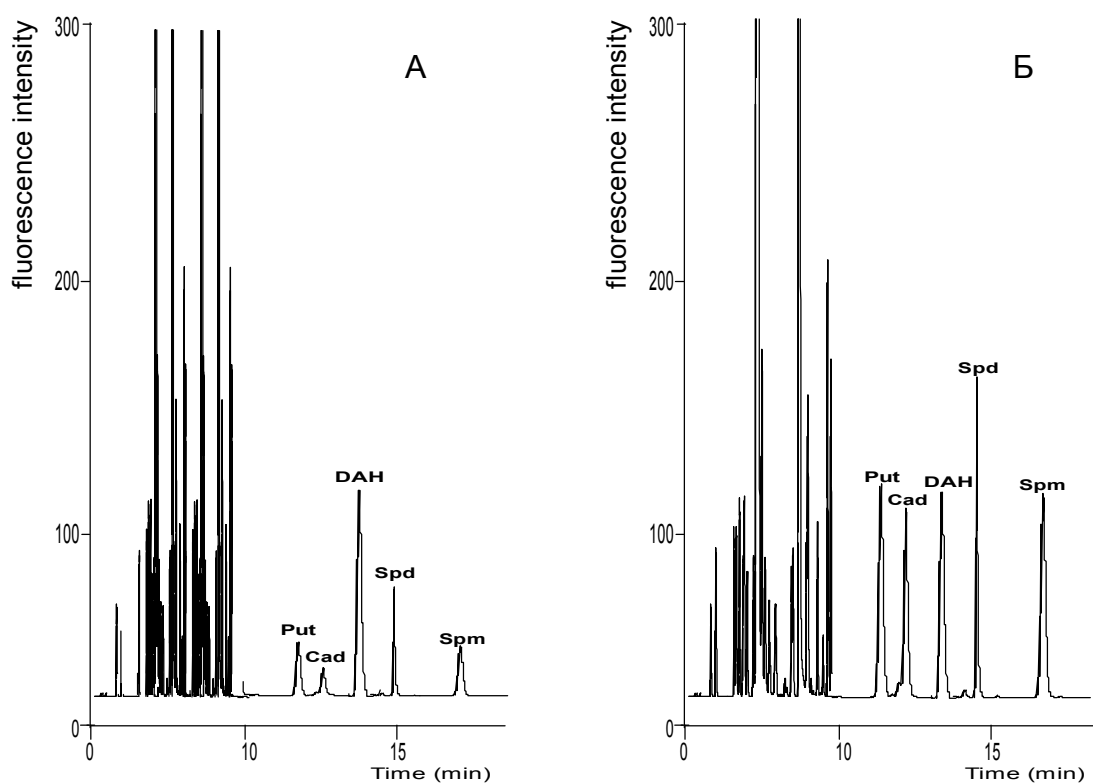 fluorescence intensity
300
200
100
0
А
Put
Cad
DAH
Spd
Spm
0
10
15
Time (min)
fluorescence intensity
300
200
100
0
Б
Put
Cad
DAH
Spd
Spm
0
10
15
Time (min)